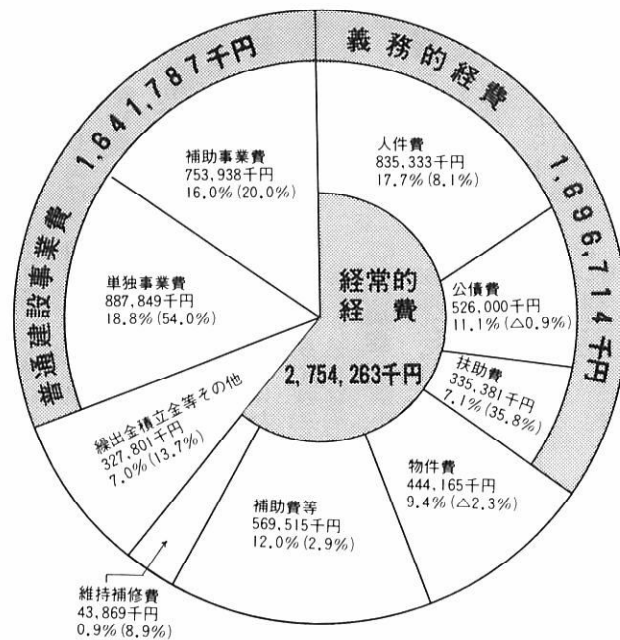 義務的経費 1,696,714千円
人件費
835,333千円
17.7%(8.1%)
公債費
526.000千円
11.1%(△0.9%)
扶助費
335,381千円
7.1%(35.8%)
物件費
444,165千円
9.4%(△2.3%)
補助費等
569,515千円
12.0%(2.9%)
維持補修費
43,869千円
0.9%(8.9%)
繰出金積立金等その他
327,801千円
7.0%(13.7%)
普通建設事業費 1,641,787千円
単独事業費
887,849千円
18.8%(54.0%)
補助事業費
753,938千円
16.0%(20.0%)
経常的
経費
2,754,263千円